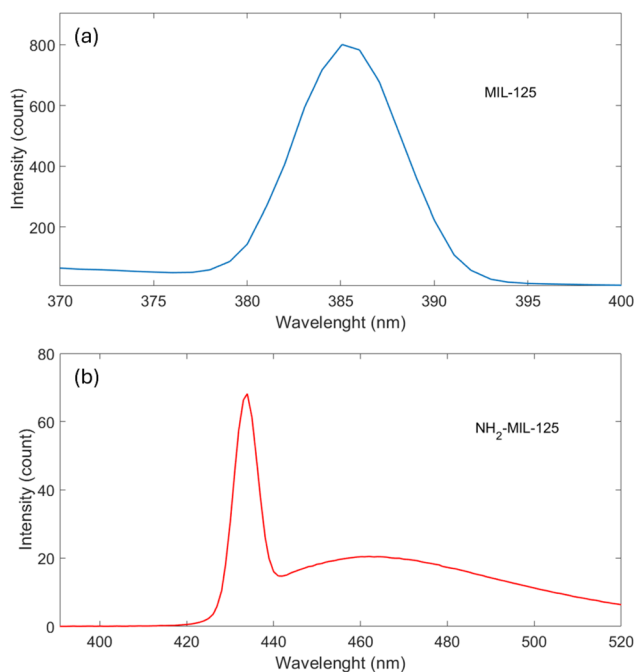 (a)
MIL-125
Intensity (count)
800
600
400
200
370 375 380 385 390 395 400
Wavelenght (nm)
(b)
NH2-MIL-125
Intensity (count)
80
60
40
20
0
400 420 440 460 480 500 520
Wavelenght (nm)